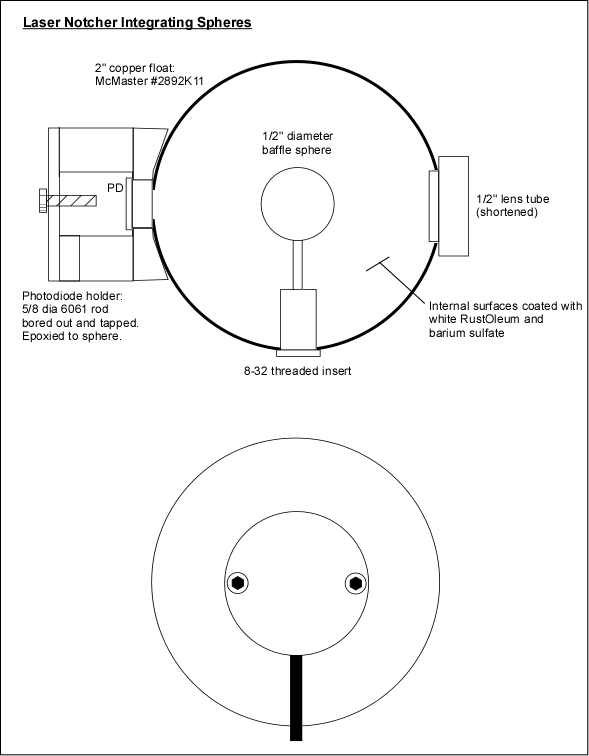 Laser Notcher Integrating Spheres
2" copper float:
McMaster #2892K11
1/2" diameter
baffle sphere
PD
1/2" lens tube
(shortened)
Photodiode holder:
5/8 dia 6061 rod
bored out and tapped.
Epoxied to sphere.
Internal surfaces coated with
white RustOleum and
barium sulfate
8-32 threaded insert